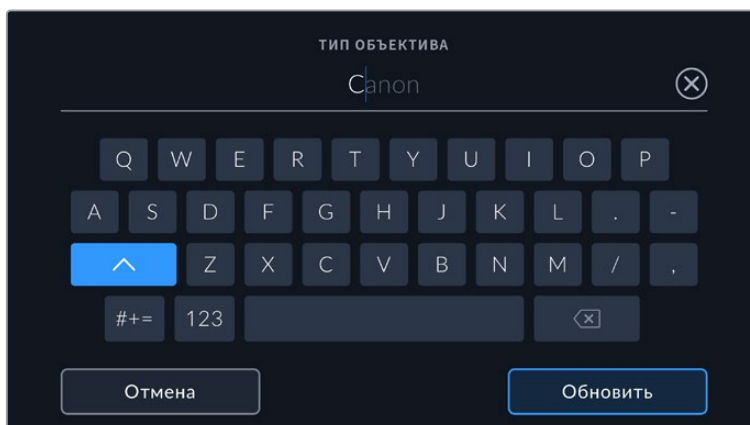 ТИП ОБЪЕКТИВА
Canon
Q W E R T Y U I O P
A S D F G H J K L . -
Z X C V B N M / ,
#+= 123
Отмена Обновить